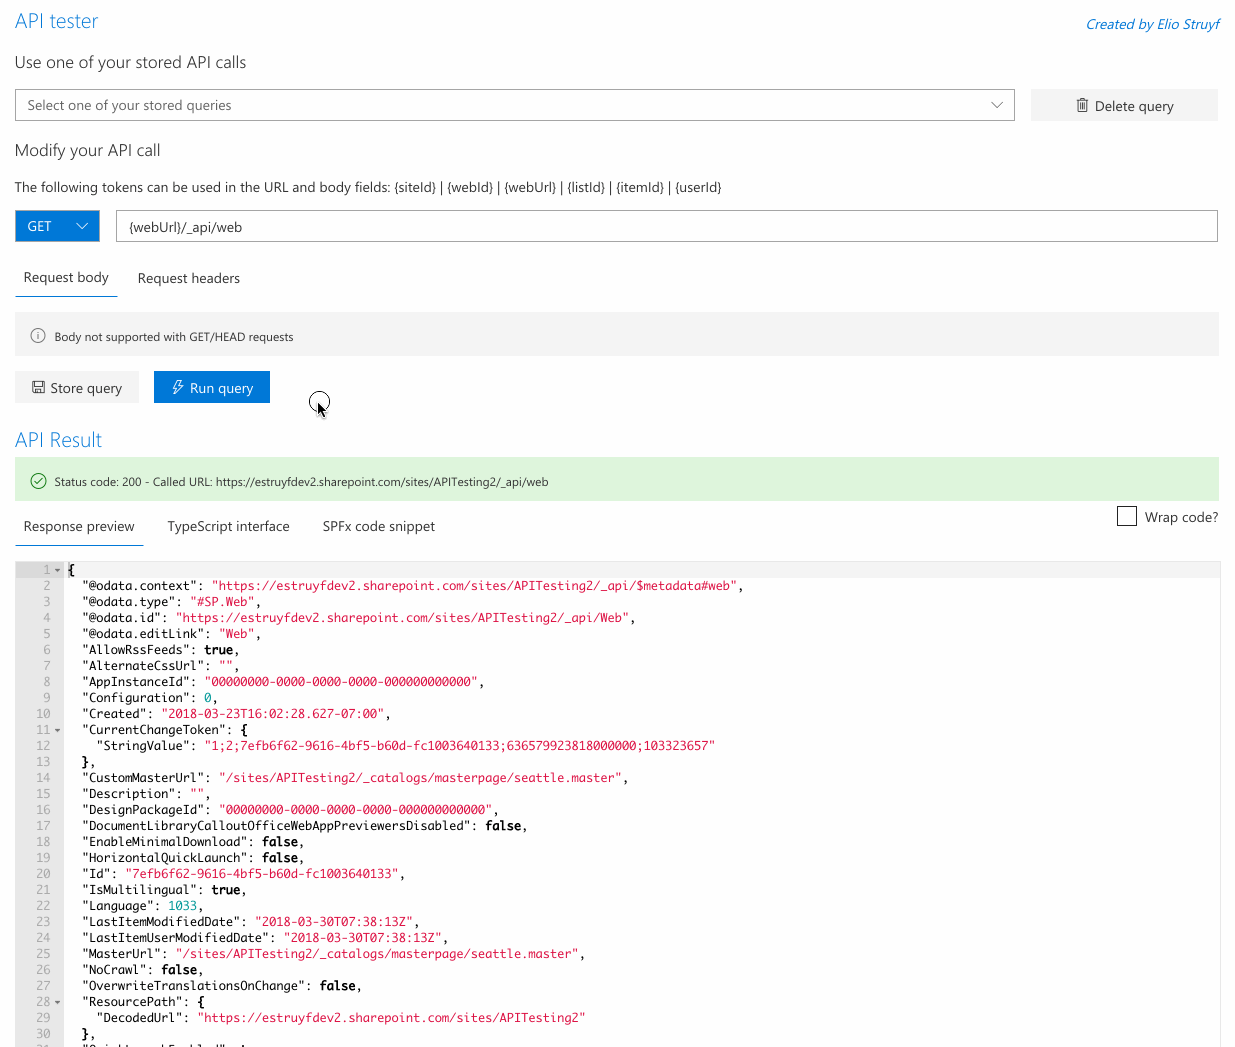 API tester
Created by Elio Struyf
Use one of your stored API calls
Select one of your stored queries
Delete query
Modify your API call
The following tokens can be used in the URL and body fields: {siteId} | {webId} | {webUrl} | {listId} | {itemId} | {userId}
GET
{webUrl}/_api/web
Request body
Request headers
Body not supported with GET/HEAD requests
Store query
Run query
API Result
Status code: 200 - Called URL: https://estruyfdev2.sharepoint.com/sites/APITesting2/_api/web
Response preview
TypeScript interface
SPFx code snippet
Wrap code?
1 {
2 "@odata.context": "https://estruyfdev2.sharepoint.com/sites/APITesting2/_api/$metadata#web",
3 "@odata.type": "#SP.Web",
4 "@odata.id": "https://estruyfdev2.sharepoint.com/sites/APITesting2/_api/Web",
5 "@odata.editLink": "Web",
6 "AllowRssFeeds": true,
7 "AlternateCssUrl": "",
8 "AppInstanceId": "00000000-0000-0000-0000-000000000000",
9 "Configuration": 0,
10 "Created": "2018-03-23T16:02:28.627-07:00",
11 "CurrentChangeToken": {
12 "StringValue": "1;2;7efb6f62-9616-4bf5-b60d-fc1003640133;636579923818000000;103323657"
13 },
14 "CustomMasterUrl": "/sites/APITesting2/_catalogs/masterpage/seattle.master",
15 "Description": "",
16 "DesignPackageId": "00000000-0000-0000-0000-000000000000",
17 "DocumentLibraryCalloutOfficeWebAppPreviewersDisabled": false,
18 "EnableMinimalDownload": false,
19 "HorizontalQuickLaunch": false,
20 "Id": "7efb6f62-9616-4bf5-b60d-fc1003640133",
21 "IsMultilingual": true,
22 "Language": 1033,
23 "LastItemModifiedDate": "2018-03-30T07:38:13Z",
24 "LastItemUserModifiedDate": "2018-03-30T07:38:13Z",
25 "MasterUrl": "/sites/APITesting2/_catalogs/masterpage/seattle.master",
26 "NoCrawl": false,
27 "OverwriteTranslationsOnChange": false,
28 "ResourcePath": {
29 "DecodedUrl": "https://estruyfdev2.sharepoint.com/sites/APITesting2"
30 },